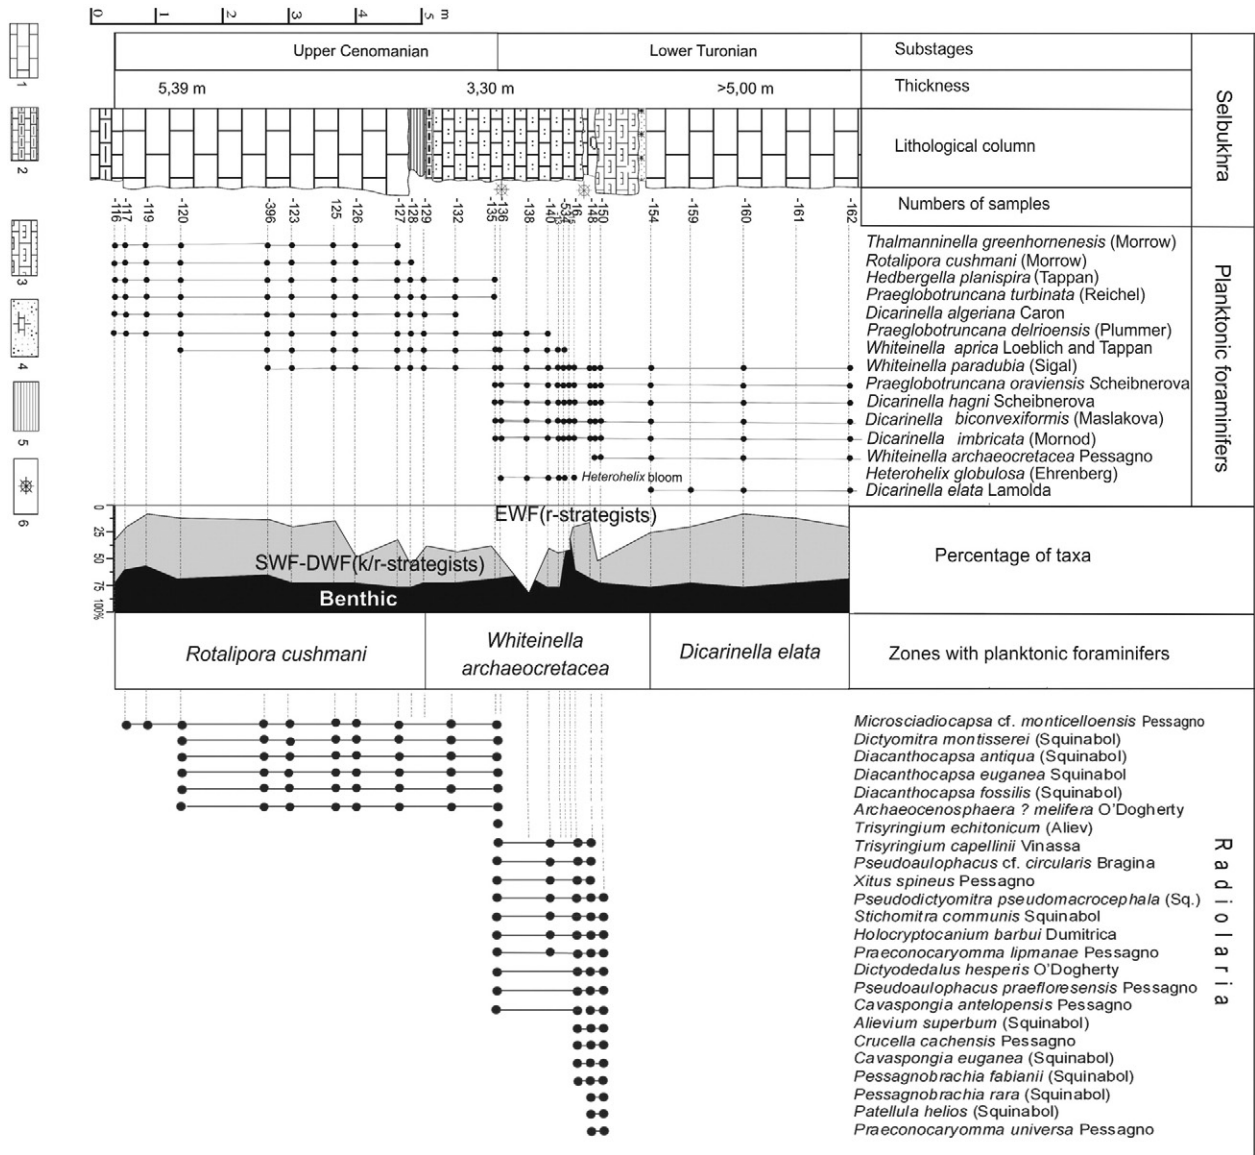 0 1 2 3 4 5 m
Upper Cenomanian Lower Turonian Substages
5,39 m 3,30 m >5,00 m Thickness
Lithological column
Selbukhra
Numbers of samples
-116 -117 -119 -120 -396 -123 125 -126 -127 -128 -129 -132 -135 -136 -138 -140 -148 -150 -154 -159 -160 -161 -162
Thalmanninella greenhornenesis (Morrow)
Rotalipora cushmani (Morrow)
Hedbergella planispira (Tappan)
Praeglobotruncana turbinata (Reichel)
Dicarinella algeriana Caron
Praeglobotruncana delrioensis (Plummer)
Whiteinella aprica Loeblich and Tappan
Whiteinella paradubia (Sigal)
Praeglobotruncana oraviensis Scheibnerova
Dicarinella hagni Scheibnerova
Dicarinella biconvexiformis (Maslakova)
Dicarinella imbricata (Mornod)
Whiteinella archaeocretacea Pessagno
Heterohelix bloom Heterohelix globulosa (Ehrenberg)
Dicarinella elata Lamolda
Planktonic foraminifers
0
25
50
75
100%
EWF(r-strategists)
SWF-DWF(k/r-strategists)
Benthic
Percentage of taxa
Rotalipora cushmani
Whiteinella
archaeocretacea
Dicarinella elata
Zones with planktonic foraminifers
Microsciadiocapsa cf. monticelloensis Pessagno
Dictyomitra montisserei (Squinabol)
Diacanthocapsa antiqua (Squinabol)
Diacanthocapsa euganea Squinabol
Diacanthocapsa fossilis (Squinabol)
Archaeocenosphaera ? melifera O'Dogherty
Trisyringium echitonicum (Aliev)
Trisyringium capellinii Vinassa
Pseudoaulophacus cf. circularis Bragina
Xitus spineus Pessagno
Pseudodictyomitra pseudomacrocephala (Sq.)
Stichomitra communis Squinabol
Holocryptocanium barbui Dumitrica
Praeconocaryomma lipmanae Pessagno
Dictyodedalus hesperis O'Dogherty
Pseudoaulophacus praefloresensis Pessagno
Cavaspongia antelopensis Pessagno
Alievium superbum (Squinabol)
Crucella cachensis Pessagno
Cavaspongia euganea (Squinabol)
Pessagnobrachia fabianii (Squinabol)
Pessagnobrachia rara (Squinabol)
Patellula helios (Squinabol)
Praeconocaryomma universa Pessagno
Radiolaria
1
2
3
4
5
6